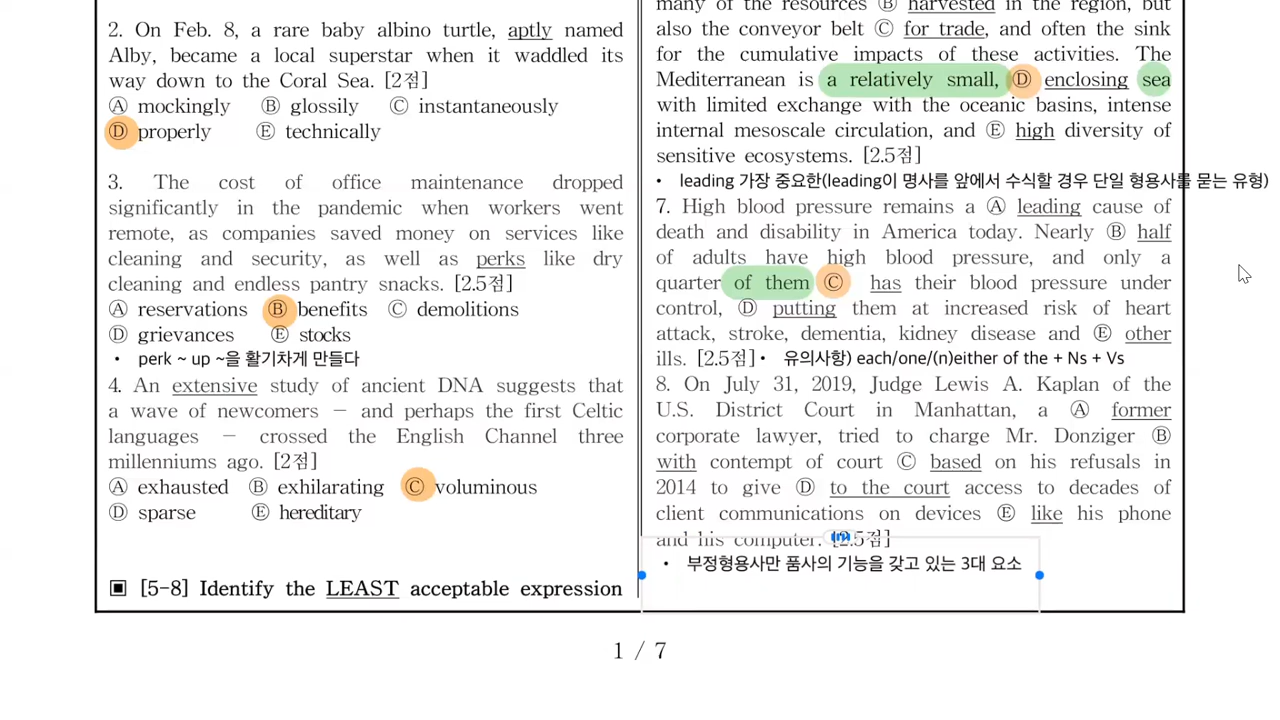 2. On Feb. 8, a rare baby albino turtle, aptly named
Alby, became a local superstar when it waddled its
way down to the Coral Sea. [2점]
Ⓐ mockingly Ⓑ glossily Ⓒ instantaneously
Ⓓ properly Ⓔ technically
3. The cost of office maintenance dropped
significantly in the pandemic when workers went
remote, as companies saved money on services like
cleaning and security, as well as perks like dry
cleaning and endless pantry snacks. [2.5점]
Ⓐ reservations Ⓑ benefits Ⓒ demolitions
Ⓓ grievances Ⓔ stocks
• perk ~ up ~을 활기차게 만들다
4. An extensive study of ancient DNA suggests that
a wave of newcomers – and perhaps the first Celtic
languages – crossed the English Channel three
millenniums ago. [2점]
Ⓐ exhausted Ⓑ exhilarating Ⓒ voluminous
Ⓓ sparse Ⓔ hereditary
▣ [5-8] Identify the LEAST acceptable expression
many of the resources Ⓑ harvested in the region, but
also the conveyor belt Ⓒ for trade, and often the sink
for the cumulative impacts of these activities. The
Mediterranean is a relatively small, Ⓓ enclosing sea
with limited exchange with the oceanic basins, intense
internal mesoscale circulation, and Ⓔ high diversity of
sensitive ecosystems. [2.5점]
• leading 가장 중요한(leading이 명사를 앞에서 수식할 경우 단일 형용사를 묻는 유형)
7. High blood pressure remains a Ⓐ leading cause of
death and disability in America today. Nearly Ⓑ half
of adults have high blood pressure, and only a
quarter of them Ⓒ has their blood pressure under
control, Ⓓ putting them at increased risk of heart
attack, stroke, dementia, kidney disease and Ⓔ other
ills. [2.5점] • 유의사항) each/one/(n)either of the + Ns + Vs
8. On July 31, 2019, Judge Lewis A. Kaplan of the
U.S. District Court in Manhattan, a Ⓐ former
corporate lawyer, tried to charge Mr. Donziger Ⓑ
with contempt of court Ⓒ based on his refusals in
2014 to give Ⓓ to the court access to decades of
client communications on devices Ⓔ like his phone
and his computer. [2.5점]
• 부정형용사만 품사의 기능을 갖고 있는 3대 요소
1 / 7